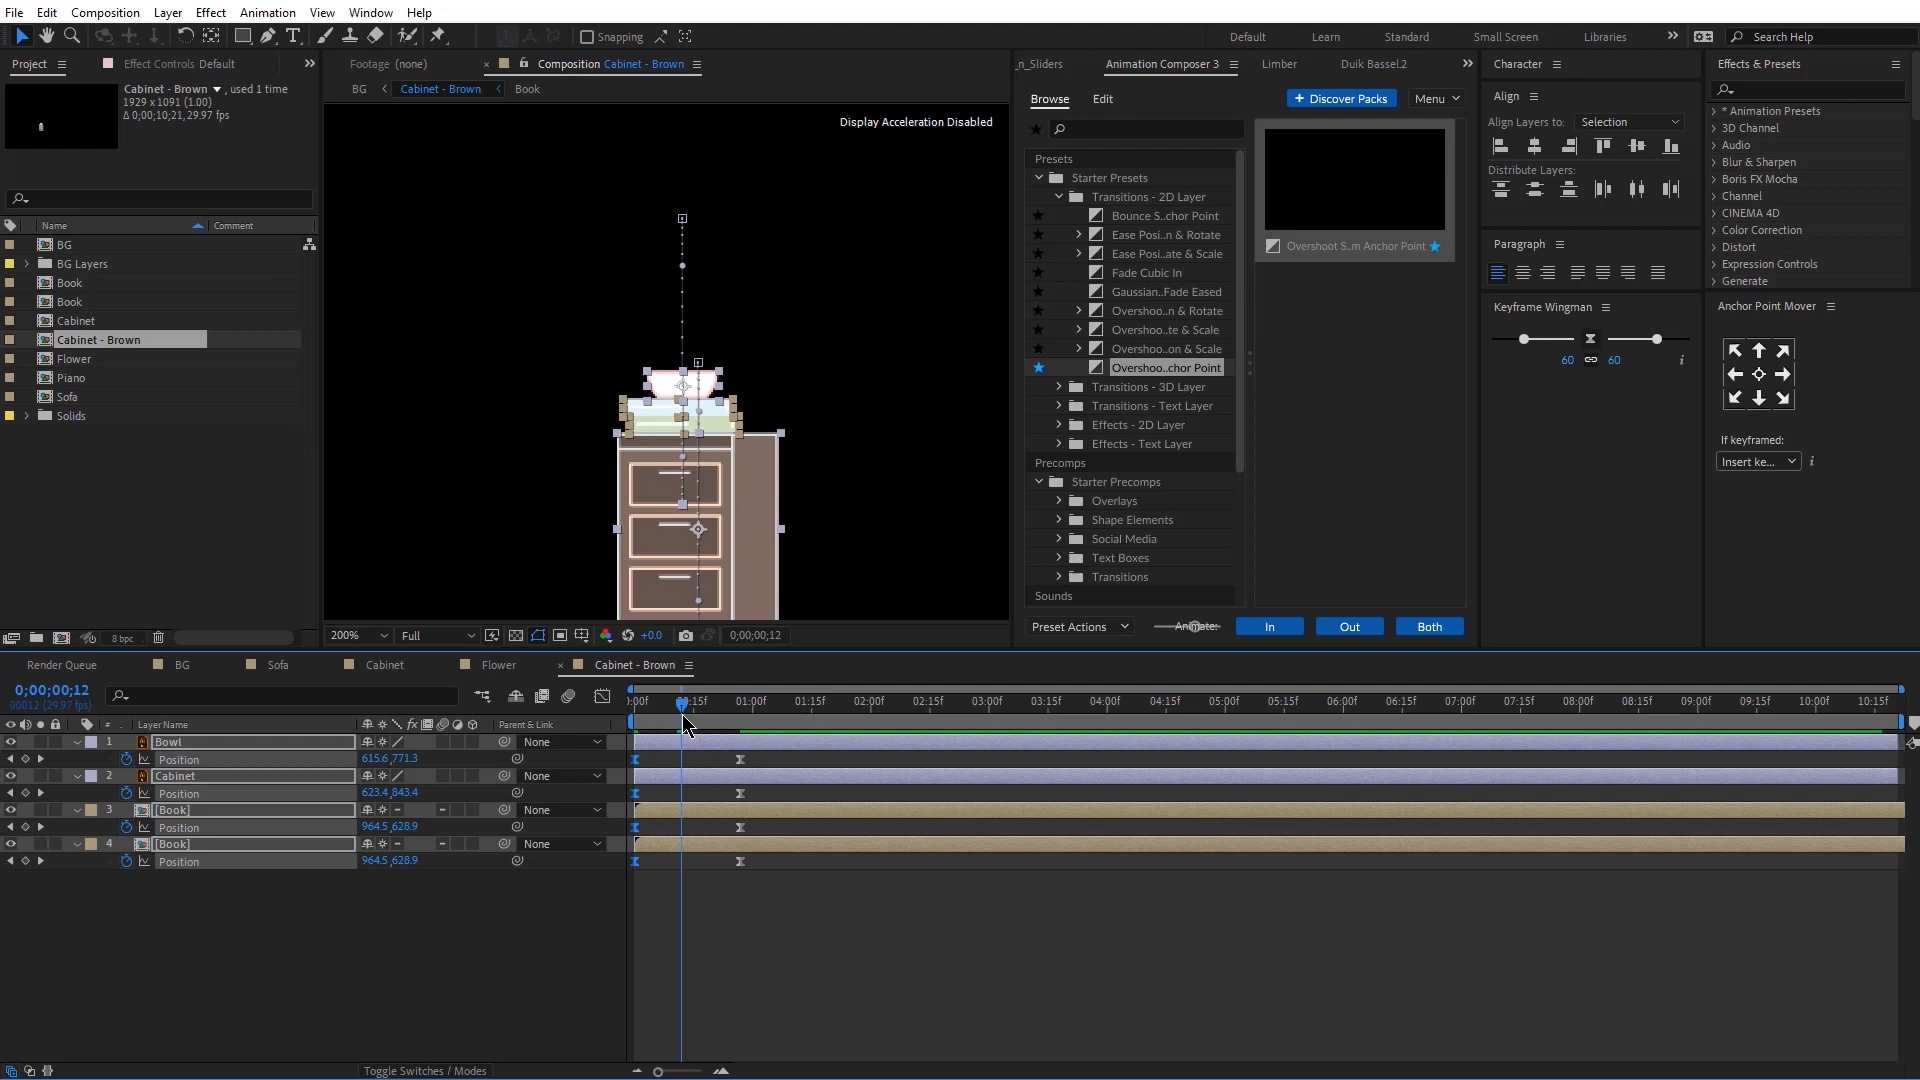 File Edit Composition Layer Effect Animation View Window Help
Snapping
Default Learn Standard Small Screen Libraries Search Help
Project Effect Controls Default
Cabinet - Brown , used 1 time
1929 x 1091 (1.00)
Δ 0;00;10;21, 29.97 fps
Name Comment
BG
BG Layers
Book
Book
Cabinet
Cabinet - Brown
Flower
Piano
Sofa
Solids
8 bpc
Footage (none) Composition Cabinet - Brown
BG Cabinet - Brown Book
Display Acceleration Disabled
200% Full +0.0 0;00;00;12
_n_Sliders Animation Composer 3 Limber Duik Bassel.2
Browse Edit + Discover Packs Menu
Presets
Starter Presets
Transitions - 2D Layer
Bounce S..chor Point
Ease Posi..n & Rotate
Ease Posi..ate & Scale
Fade Cubic In
Gaussian..Fade Eased
Overshoo..n & Rotate
Overshoo..te & Scale
Overshoo..on & Scale
Overshoo..chor Point
Transitions - 3D Layer
Transitions - Text Layer
Effects - 2D Layer
Effects - Text Layer
Precomps
Starter Precomps
Overlays
Shape Elements
Social Media
Text Boxes
Transitions
Sounds
Overshoot S..m Anchor Point
Preset Actions Animate: In Out Both
Character
Align
Align Layers to: Selection
Distribute Layers:
Paragraph
Keyframe Wingman
60 60 i
Effects & Presets
* Animation Presets
3D Channel
Audio
Blur & Sharpen
Boris FX Mocha
Channel
CINEMA 4D
Color Correction
Distort
Expression Controls
Generate
Anchor Point Mover
If keyframed:
Insert ke... i
Render Queue BG Sofa Cabinet Flower Cabinet - Brown
0;00;00;12
00012 (29.97 fps)
:00f 00:15f 01:00f 01:15f 02:00f 02:15f 03:00f 03:15f 04:00f 04:15f 05:00f 05:15f 06:00f 06:15f 07:00f 07:15f 08:00f 08:15f 09:00f 09:15f 10:00f 10:15f
# Layer Name fx Parent & Link
1 Bowl None
Position 615.6,771.3
2 Cabinet None
Position 623.4,843.4
3 [Book] None
Position 964.5,628.9
4 [Book] None
Position 964.5,628.9
Toggle Switches / Modes